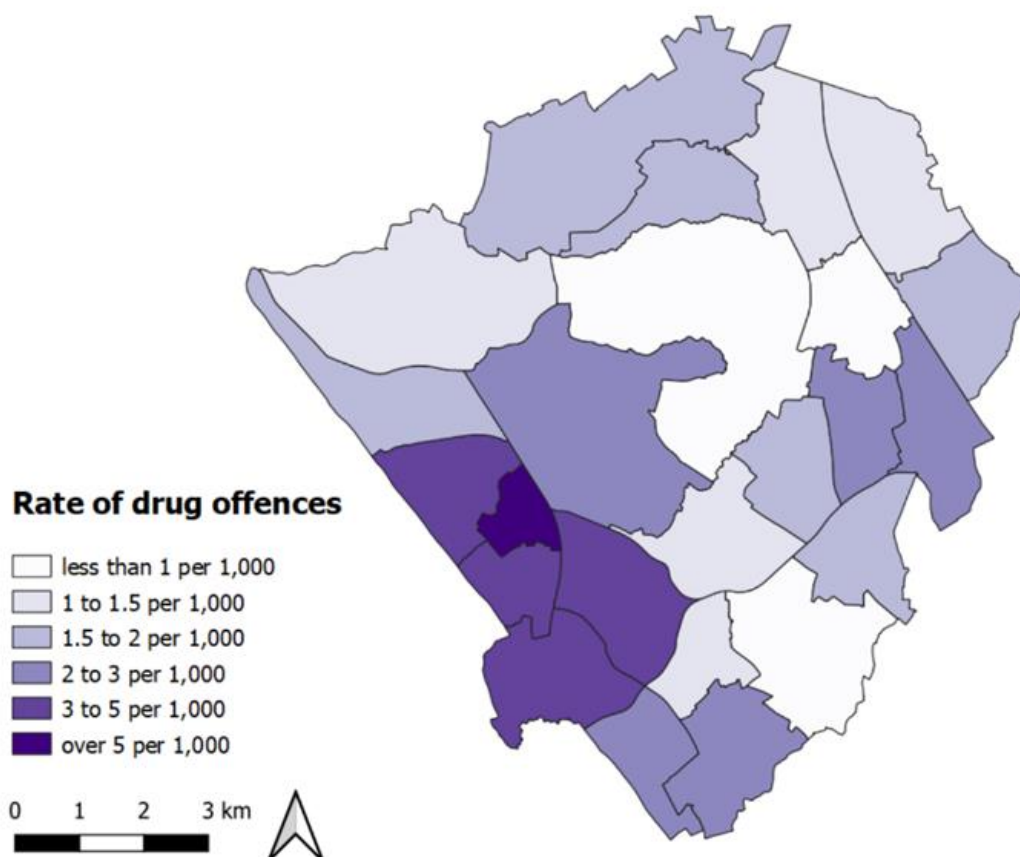 Rate of drug offences
less than 1 per 1,000
1 to 1.5 per 1,000
1.5 to 2 per 1,000
2 to 3 per 1,000
3 to 5 per 1,000
over 5 per 1,000
0 1 2 3 km